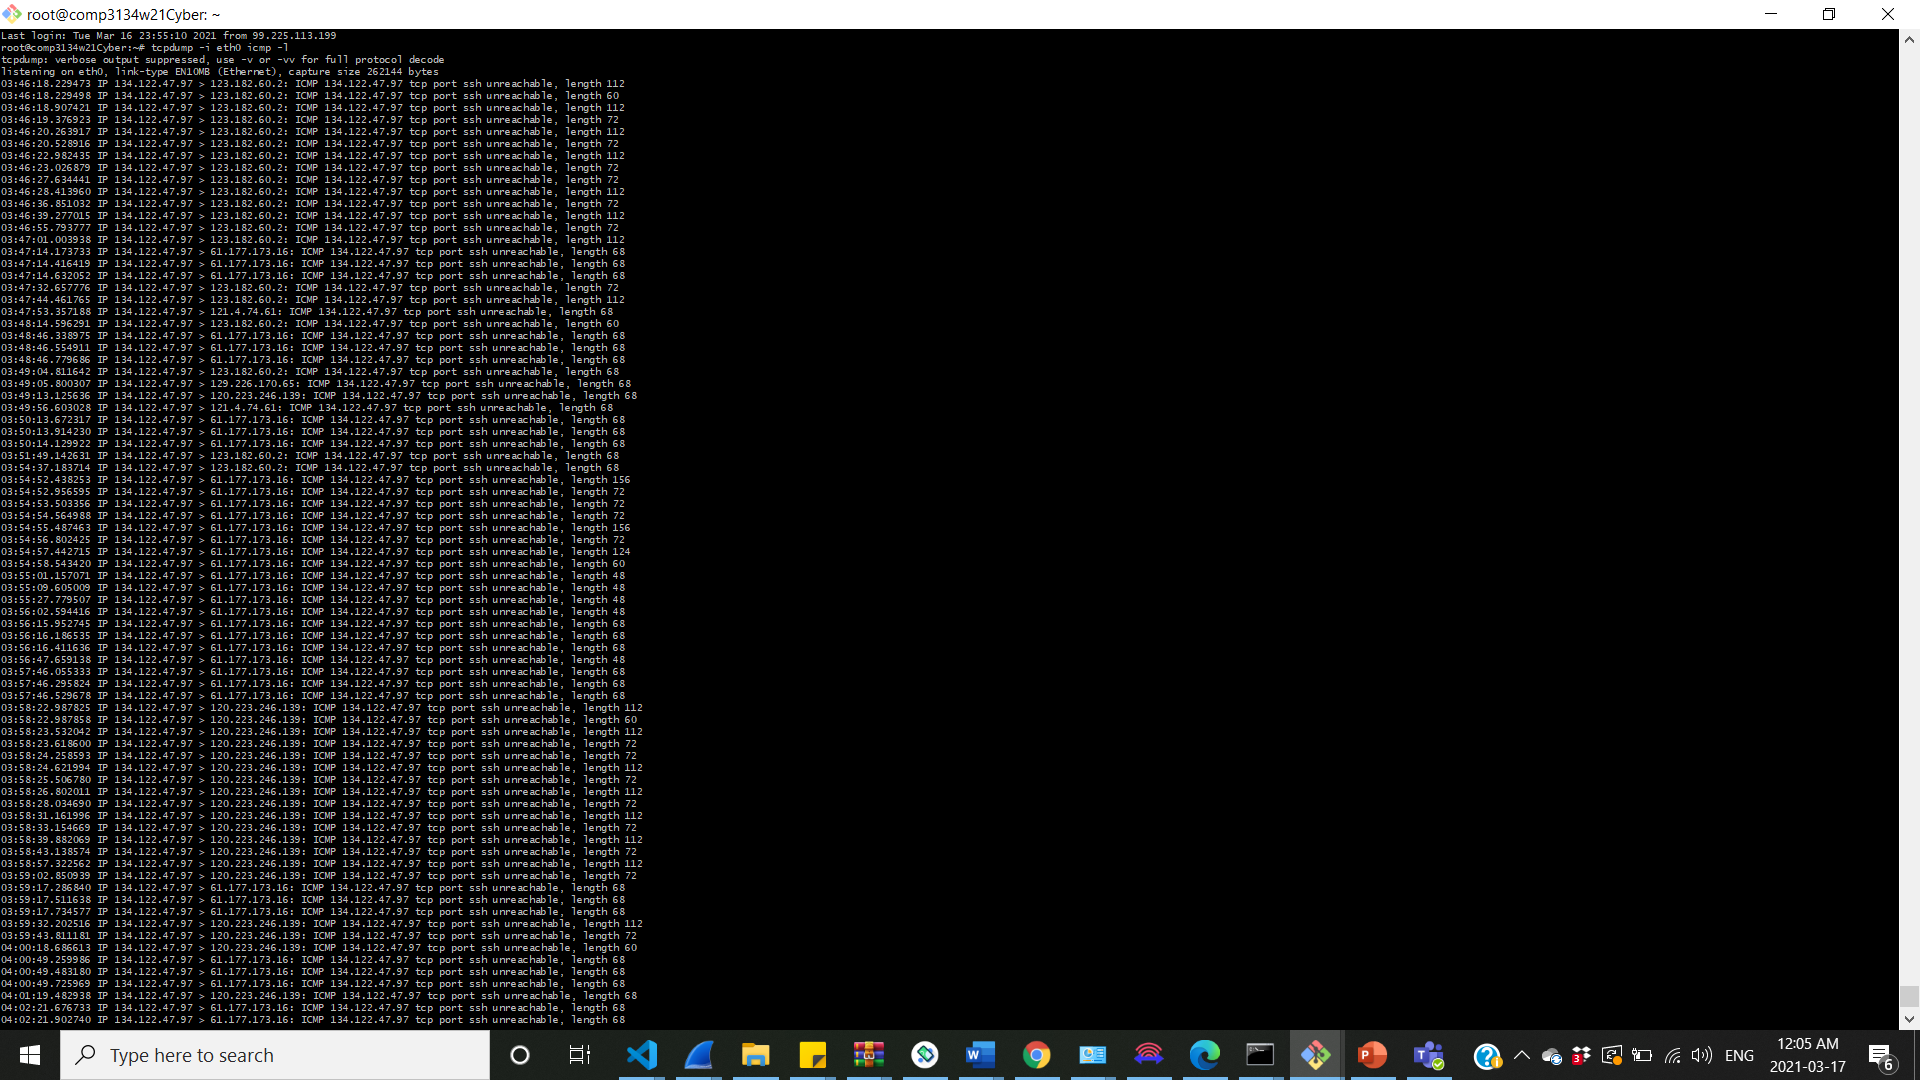 root@comp3134w21Cyber: ~
Last login: Tue Mar 16 23:55:10 2021 from 99.225.113.199
root@comp3134w21Cyber:~# tcpdump -i eth0 icmp -l
tcpdump: verbose output suppressed, use -v or -vv for full protocol decode
listening on eth0, link-type EN10MB (Ethernet), capture size 262144 bytes
03:46:18.229473 IP 134.122.47.97 > 123.182.60.2: ICMP 134.122.47.97 tcp port ssh unreachable, length 112
03:46:18.229498 IP 134.122.47.97 > 123.182.60.2: ICMP 134.122.47.97 tcp port ssh unreachable, length 60
03:46:18.907421 IP 134.122.47.97 > 123.182.60.2: ICMP 134.122.47.97 tcp port ssh unreachable, length 112
03:46:19.376923 IP 134.122.47.97 > 123.182.60.2: ICMP 134.122.47.97 tcp port ssh unreachable, length 72
03:46:20.263917 IP 134.122.47.97 > 123.182.60.2: ICMP 134.122.47.97 tcp port ssh unreachable, length 112
03:46:20.528916 IP 134.122.47.97 > 123.182.60.2: ICMP 134.122.47.97 tcp port ssh unreachable, length 72
03:46:22.982435 IP 134.122.47.97 > 123.182.60.2: ICMP 134.122.47.97 tcp port ssh unreachable, length 112
03:46:23.026879 IP 134.122.47.97 > 123.182.60.2: ICMP 134.122.47.97 tcp port ssh unreachable, length 72
03:46:27.634441 IP 134.122.47.97 > 123.182.60.2: ICMP 134.122.47.97 tcp port ssh unreachable, length 72
03:46:28.413960 IP 134.122.47.97 > 123.182.60.2: ICMP 134.122.47.97 tcp port ssh unreachable, length 112
03:46:36.851032 IP 134.122.47.97 > 123.182.60.2: ICMP 134.122.47.97 tcp port ssh unreachable, length 72
03:46:39.277015 IP 134.122.47.97 > 123.182.60.2: ICMP 134.122.47.97 tcp port ssh unreachable, length 112
03:46:55.793777 IP 134.122.47.97 > 123.182.60.2: ICMP 134.122.47.97 tcp port ssh unreachable, length 72
03:47:01.003938 IP 134.122.47.97 > 123.182.60.2: ICMP 134.122.47.97 tcp port ssh unreachable, length 112
03:47:14.173733 IP 134.122.47.97 > 61.177.173.16: ICMP 134.122.47.97 tcp port ssh unreachable, length 68
03:47:14.416419 IP 134.122.47.97 > 61.177.173.16: ICMP 134.122.47.97 tcp port ssh unreachable, length 68
03:47:14.632052 IP 134.122.47.97 > 61.177.173.16: ICMP 134.122.47.97 tcp port ssh unreachable, length 68
03:47:32.657776 IP 134.122.47.97 > 123.182.60.2: ICMP 134.122.47.97 tcp port ssh unreachable, length 72
03:47:44.461765 IP 134.122.47.97 > 123.182.60.2: ICMP 134.122.47.97 tcp port ssh unreachable, length 112
03:47:53.357188 IP 134.122.47.97 > 121.4.74.61: ICMP 134.122.47.97 tcp port ssh unreachable, length 68
03:48:14.596291 IP 134.122.47.97 > 123.182.60.2: ICMP 134.122.47.97 tcp port ssh unreachable, length 60
03:48:46.338975 IP 134.122.47.97 > 61.177.173.16: ICMP 134.122.47.97 tcp port ssh unreachable, length 68
03:48:46.554911 IP 134.122.47.97 > 61.177.173.16: ICMP 134.122.47.97 tcp port ssh unreachable, length 68
03:48:46.779686 IP 134.122.47.97 > 61.177.173.16: ICMP 134.122.47.97 tcp port ssh unreachable, length 68
03:49:04.811642 IP 134.122.47.97 > 123.182.60.2: ICMP 134.122.47.97 tcp port ssh unreachable, length 68
03:49:05.800307 IP 134.122.47.97 > 129.226.170.65: ICMP 134.122.47.97 tcp port ssh unreachable, length 68
03:49:13.125636 IP 134.122.47.97 > 120.223.246.139: ICMP 134.122.47.97 tcp port ssh unreachable, length 68
03:49:56.603028 IP 134.122.47.97 > 121.4.74.61: ICMP 134.122.47.97 tcp port ssh unreachable, length 68
03:50:13.672317 IP 134.122.47.97 > 61.177.173.16: ICMP 134.122.47.97 tcp port ssh unreachable, length 68
03:50:13.914230 IP 134.122.47.97 > 61.177.173.16: ICMP 134.122.47.97 tcp port ssh unreachable, length 68
03:50:14.129922 IP 134.122.47.97 > 61.177.173.16: ICMP 134.122.47.97 tcp port ssh unreachable, length 68
03:51:49.142631 IP 134.122.47.97 > 123.182.60.2: ICMP 134.122.47.97 tcp port ssh unreachable, length 68
03:54:37.183714 IP 134.122.47.97 > 123.182.60.2: ICMP 134.122.47.97 tcp port ssh unreachable, length 68
03:54:52.438253 IP 134.122.47.97 > 61.177.173.16: ICMP 134.122.47.97 tcp port ssh unreachable, length 156
03:54:52.956595 IP 134.122.47.97 > 61.177.173.16: ICMP 134.122.47.97 tcp port ssh unreachable, length 72
03:54:53.503356 IP 134.122.47.97 > 61.177.173.16: ICMP 134.122.47.97 tcp port ssh unreachable, length 72
03:54:54.564988 IP 134.122.47.97 > 61.177.173.16: ICMP 134.122.47.97 tcp port ssh unreachable, length 72
03:54:55.487463 IP 134.122.47.97 > 61.177.173.16: ICMP 134.122.47.97 tcp port ssh unreachable, length 156
03:54:56.802425 IP 134.122.47.97 > 61.177.173.16: ICMP 134.122.47.97 tcp port ssh unreachable, length 72
03:54:57.442715 IP 134.122.47.97 > 61.177.173.16: ICMP 134.122.47.97 tcp port ssh unreachable, length 124
03:54:58.543420 IP 134.122.47.97 > 61.177.173.16: ICMP 134.122.47.97 tcp port ssh unreachable, length 60
03:55:01.157071 IP 134.122.47.97 > 61.177.173.16: ICMP 134.122.47.97 tcp port ssh unreachable, length 48
03:55:09.605009 IP 134.122.47.97 > 61.177.173.16: ICMP 134.122.47.97 tcp port ssh unreachable, length 48
03:55:27.779507 IP 134.122.47.97 > 61.177.173.16: ICMP 134.122.47.97 tcp port ssh unreachable, length 48
03:56:02.594416 IP 134.122.47.97 > 61.177.173.16: ICMP 134.122.47.97 tcp port ssh unreachable, length 48
03:56:15.952745 IP 134.122.47.97 > 61.177.173.16: ICMP 134.122.47.97 tcp port ssh unreachable, length 68
03:56:16.186535 IP 134.122.47.97 > 61.177.173.16: ICMP 134.122.47.97 tcp port ssh unreachable, length 68
03:56:16.411636 IP 134.122.47.97 > 61.177.173.16: ICMP 134.122.47.97 tcp port ssh unreachable, length 68
03:56:47.659138 IP 134.122.47.97 > 61.177.173.16: ICMP 134.122.47.97 tcp port ssh unreachable, length 48
03:57:46.055333 IP 134.122.47.97 > 61.177.173.16: ICMP 134.122.47.97 tcp port ssh unreachable, length 68
03:57:46.295824 IP 134.122.47.97 > 61.177.173.16: ICMP 134.122.47.97 tcp port ssh unreachable, length 68
03:57:46.529678 IP 134.122.47.97 > 61.177.173.16: ICMP 134.122.47.97 tcp port ssh unreachable, length 68
03:58:22.987825 IP 134.122.47.97 > 120.223.246.139: ICMP 134.122.47.97 tcp port ssh unreachable, length 112
03:58:22.987858 IP 134.122.47.97 > 120.223.246.139: ICMP 134.122.47.97 tcp port ssh unreachable, length 60
03:58:23.532042 IP 134.122.47.97 > 120.223.246.139: ICMP 134.122.47.97 tcp port ssh unreachable, length 112
03:58:23.618600 IP 134.122.47.97 > 120.223.246.139: ICMP 134.122.47.97 tcp port ssh unreachable, length 72
03:58:24.258593 IP 134.122.47.97 > 120.223.246.139: ICMP 134.122.47.97 tcp port ssh unreachable, length 72
03:58:24.621994 IP 134.122.47.97 > 120.223.246.139: ICMP 134.122.47.97 tcp port ssh unreachable, length 112
03:58:25.506780 IP 134.122.47.97 > 120.223.246.139: ICMP 134.122.47.97 tcp port ssh unreachable, length 72
03:58:26.802011 IP 134.122.47.97 > 120.223.246.139: ICMP 134.122.47.97 tcp port ssh unreachable, length 112
03:58:28.034690 IP 134.122.47.97 > 120.223.246.139: ICMP 134.122.47.97 tcp port ssh unreachable, length 72
03:58:31.161996 IP 134.122.47.97 > 120.223.246.139: ICMP 134.122.47.97 tcp port ssh unreachable, length 112
03:58:33.154669 IP 134.122.47.97 > 120.223.246.139: ICMP 134.122.47.97 tcp port ssh unreachable, length 72
03:58:39.882069 IP 134.122.47.97 > 120.223.246.139: ICMP 134.122.47.97 tcp port ssh unreachable, length 112
03:58:43.138574 IP 134.122.47.97 > 120.223.246.139: ICMP 134.122.47.97 tcp port ssh unreachable, length 72
03:58:57.322562 IP 134.122.47.97 > 120.223.246.139: ICMP 134.122.47.97 tcp port ssh unreachable, length 112
03:59:02.850939 IP 134.122.47.97 > 120.223.246.139: ICMP 134.122.47.97 tcp port ssh unreachable, length 72
03:59:17.286840 IP 134.122.47.97 > 61.177.173.16: ICMP 134.122.47.97 tcp port ssh unreachable, length 68
03:59:17.511638 IP 134.122.47.97 > 61.177.173.16: ICMP 134.122.47.97 tcp port ssh unreachable, length 68
03:59:17.734577 IP 134.122.47.97 > 61.177.173.16: ICMP 134.122.47.97 tcp port ssh unreachable, length 68
03:59:32.202516 IP 134.122.47.97 > 120.223.246.139: ICMP 134.122.47.97 tcp port ssh unreachable, length 112
03:59:43.811181 IP 134.122.47.97 > 120.223.246.139: ICMP 134.122.47.97 tcp port ssh unreachable, length 72
04:00:18.686613 IP 134.122.47.97 > 120.223.246.139: ICMP 134.122.47.97 tcp port ssh unreachable, length 60
04:00:49.259986 IP 134.122.47.97 > 61.177.173.16: ICMP 134.122.47.97 tcp port ssh unreachable, length 68
04:00:49.483180 IP 134.122.47.97 > 61.177.173.16: ICMP 134.122.47.97 tcp port ssh unreachable, length 68
04:00:49.725969 IP 134.122.47.97 > 61.177.173.16: ICMP 134.122.47.97 tcp port ssh unreachable, length 68
04:01:19.482938 IP 134.122.47.97 > 120.223.246.139: ICMP 134.122.47.97 tcp port ssh unreachable, length 68
04:02:21.676733 IP 134.122.47.97 > 61.177.173.16: ICMP 134.122.47.97 tcp port ssh unreachable, length 68
04:02:21.902740 IP 134.122.47.97 > 61.177.173.16: ICMP 134.122.47.97 tcp port ssh unreachable, length 68
Type here to search
3
ENG
12:05 AM
2021-03-17
6